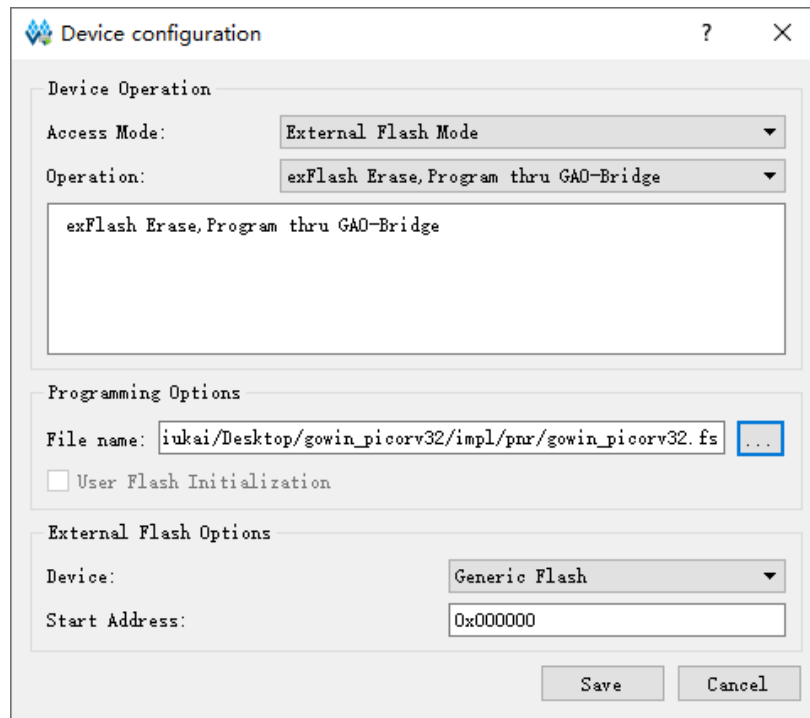 Device configuration
?
Device Operation
Access Mode:
External Flash Mode
Operation:
exFlash Erase,Program thru GAO-Bridge
exFlash Erase,Program thru GAO-Bridge
Programming Options
File name:
iukai/Desktop/gowin_picorv32/impl/pnr/gowin_picorv32.fs
...
User Flash Initialization
External Flash Options
Device:
Generic Flash
Start Address:
0x000000
Save
Cancel